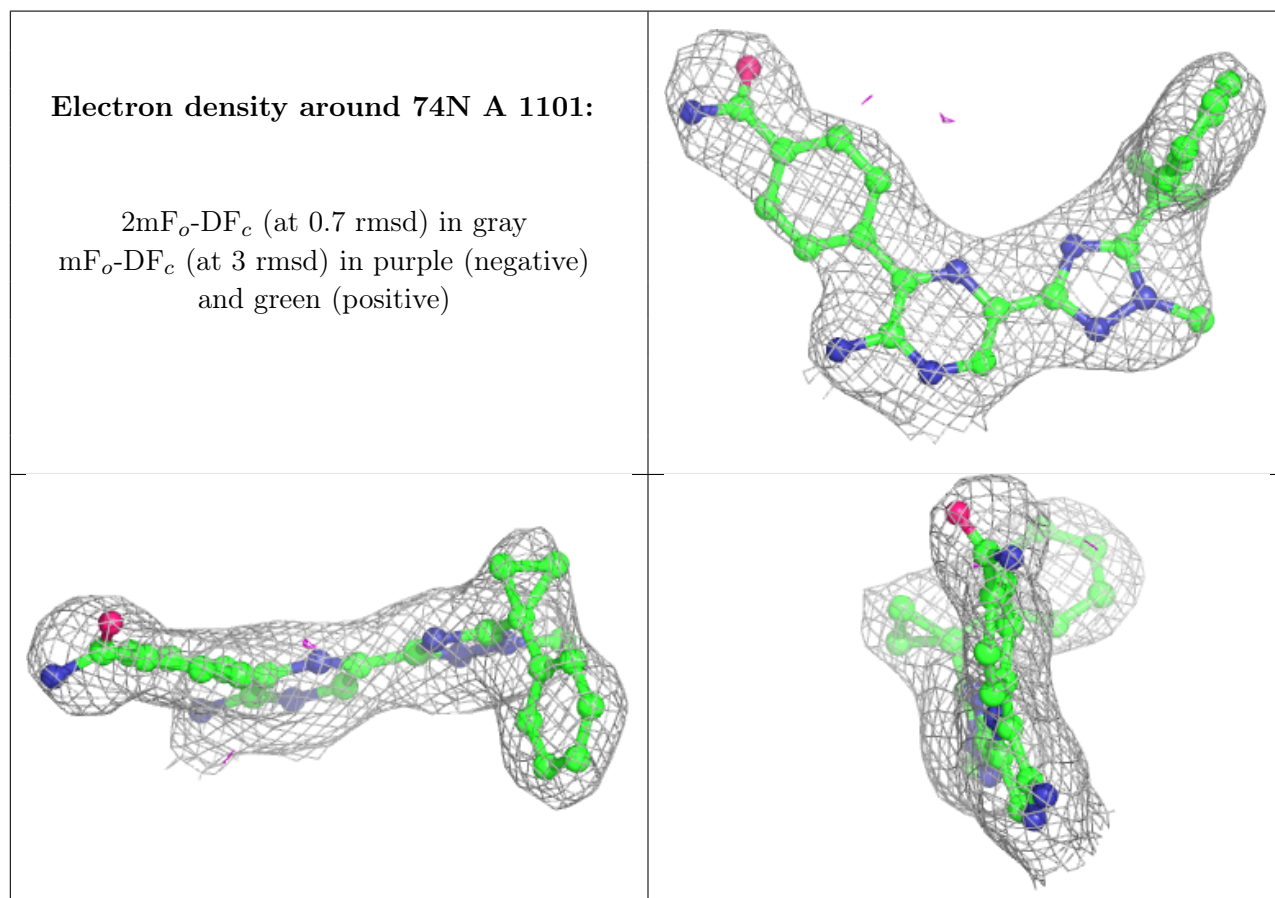 Electron density around 74N A 1101:
2mFo-DFc (at 0.7 rmsd) in gray
mFo-DFc (at 3 rmsd) in purple (negative)
and green (positive)